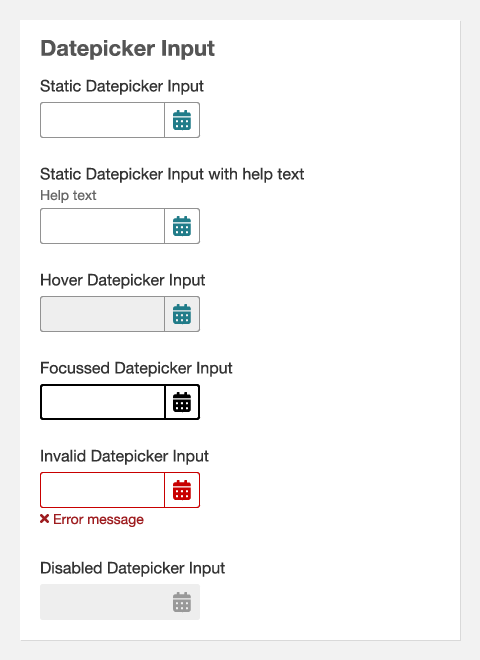 Datepicker Input
Static Datepicker Input
Static Datepicker Input with help text
Help text
Hover Datepicker Input
Focussed Datepicker Input
Invalid Datepicker Input
Error message
Disabled Datepicker Input